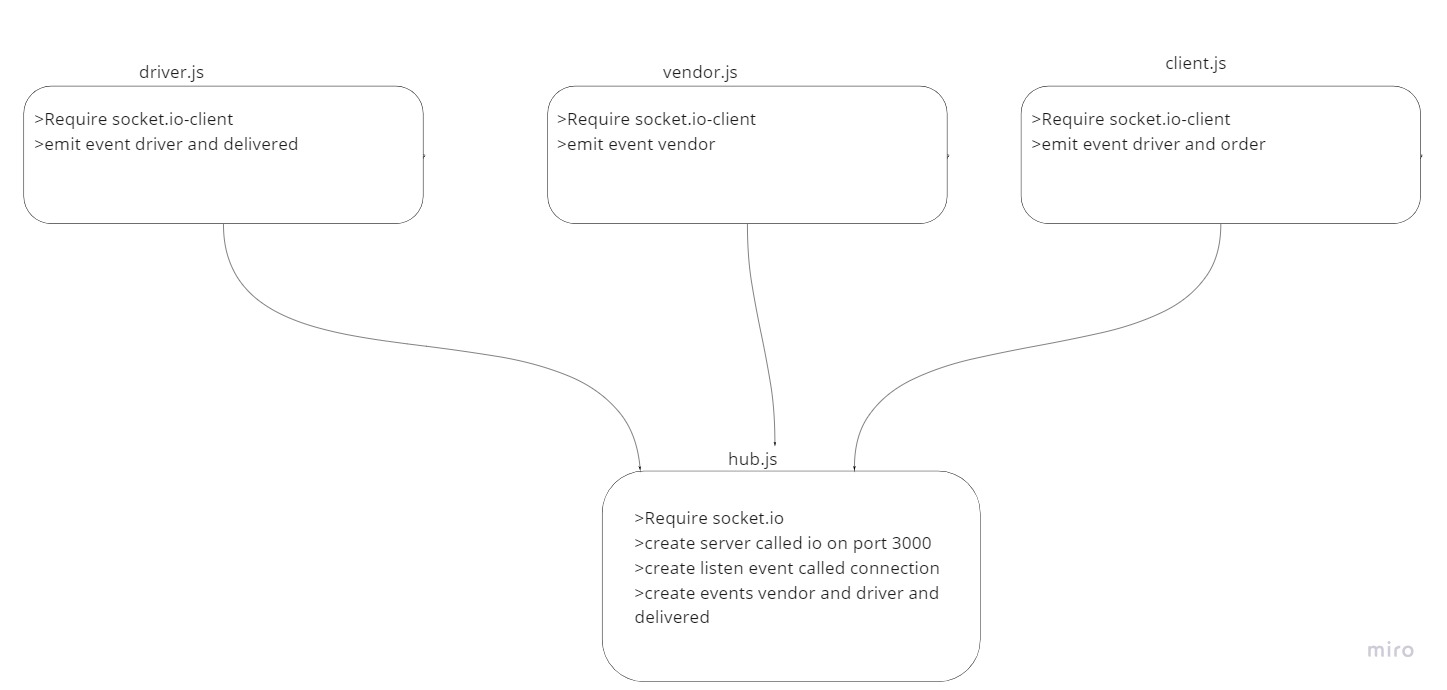 driver.js
>Require socket.io-client
>emit event driver and delivered
vendor.js
>Require socket.io-client
>emit event vendor
client.js
>Require socket.io-client
>emit event driver and order
hub.js
>Require socket.io
>create server called io on port 3000
>create listen event called connection
>create events vendor and driver and
delivered
miro